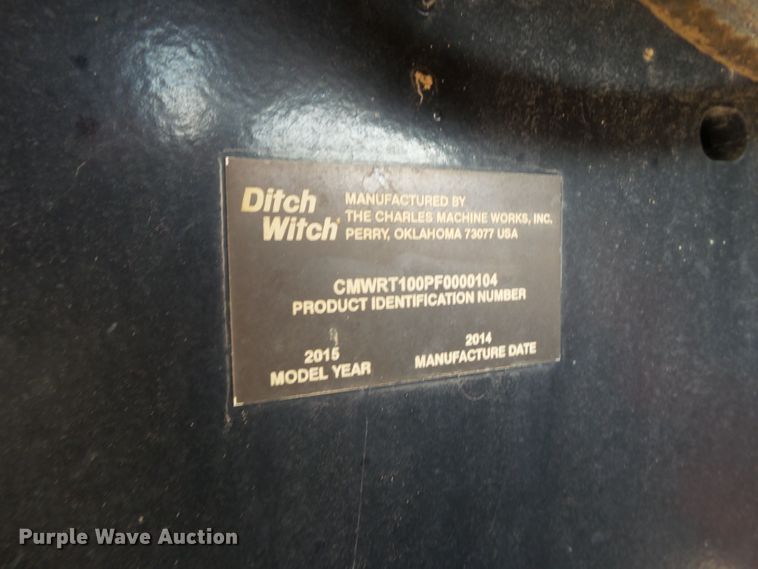 Ditch
Witch®
MANUFACTURED BY
THE CHARLES MACHINE WORKS, INC.
PERRY, OKLAHOMA 73077 USA
CMWRT100PF0000104
PRODUCT IDENTIFICATION NUMBER
2015
MODEL YEAR
2014
MANUFACTURE DATE
Purple Wave Auction